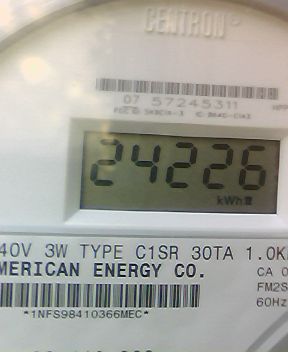 CENTRON
07 57245311
24226
kWh
40V 3W TYPE C1SR 30TA 1.0K
MERICAN ENERGY CO.
CA 0
FM2S
60Hz
*1NFS98410366MEC*